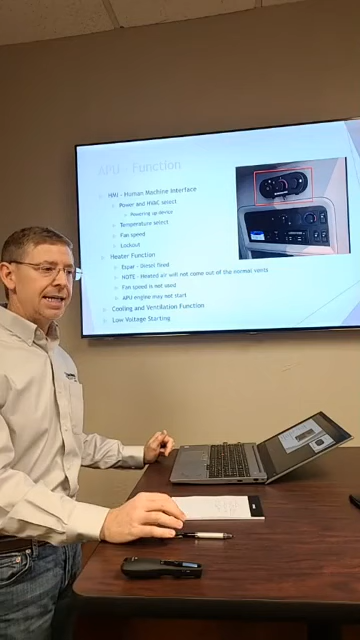 APU - Function
HMI - Human Machine Interface
Power and HVAC select
Powering up device
Temperature select
Fan speed
Lockout
Heater Function
Espar - Diesel fired
NOTE - Heated air will not come out of the normal vents
Fan speed is not used
APU engine may not start
Cooling and Ventilation Function
Low Voltage Starting